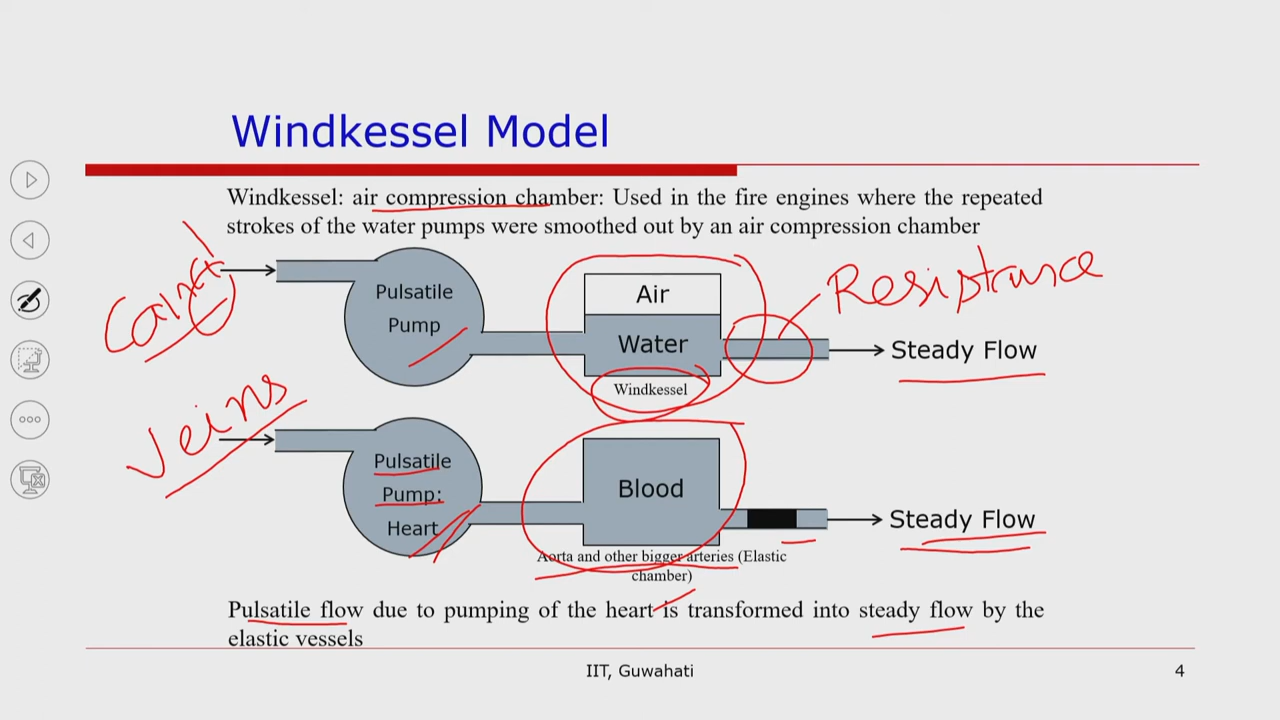 Windkessel Model
Windkessel: air compression chamber: Used in the fire engines where the repeated
strokes of the water pumps were smoothed out by an air compression chamber
Pulsatile
Pump
Air
Water
Windkessel
Resistance
Steady Flow
Veins
Pulsatile
Pump:
Heart
Blood
Steady Flow
Aorta and other bigger arteries (Elastic
chamber)
Pulsatile flow due to pumping of the heart is transformed into steady flow by the
elastic vessels
IIT, Guwahati
4